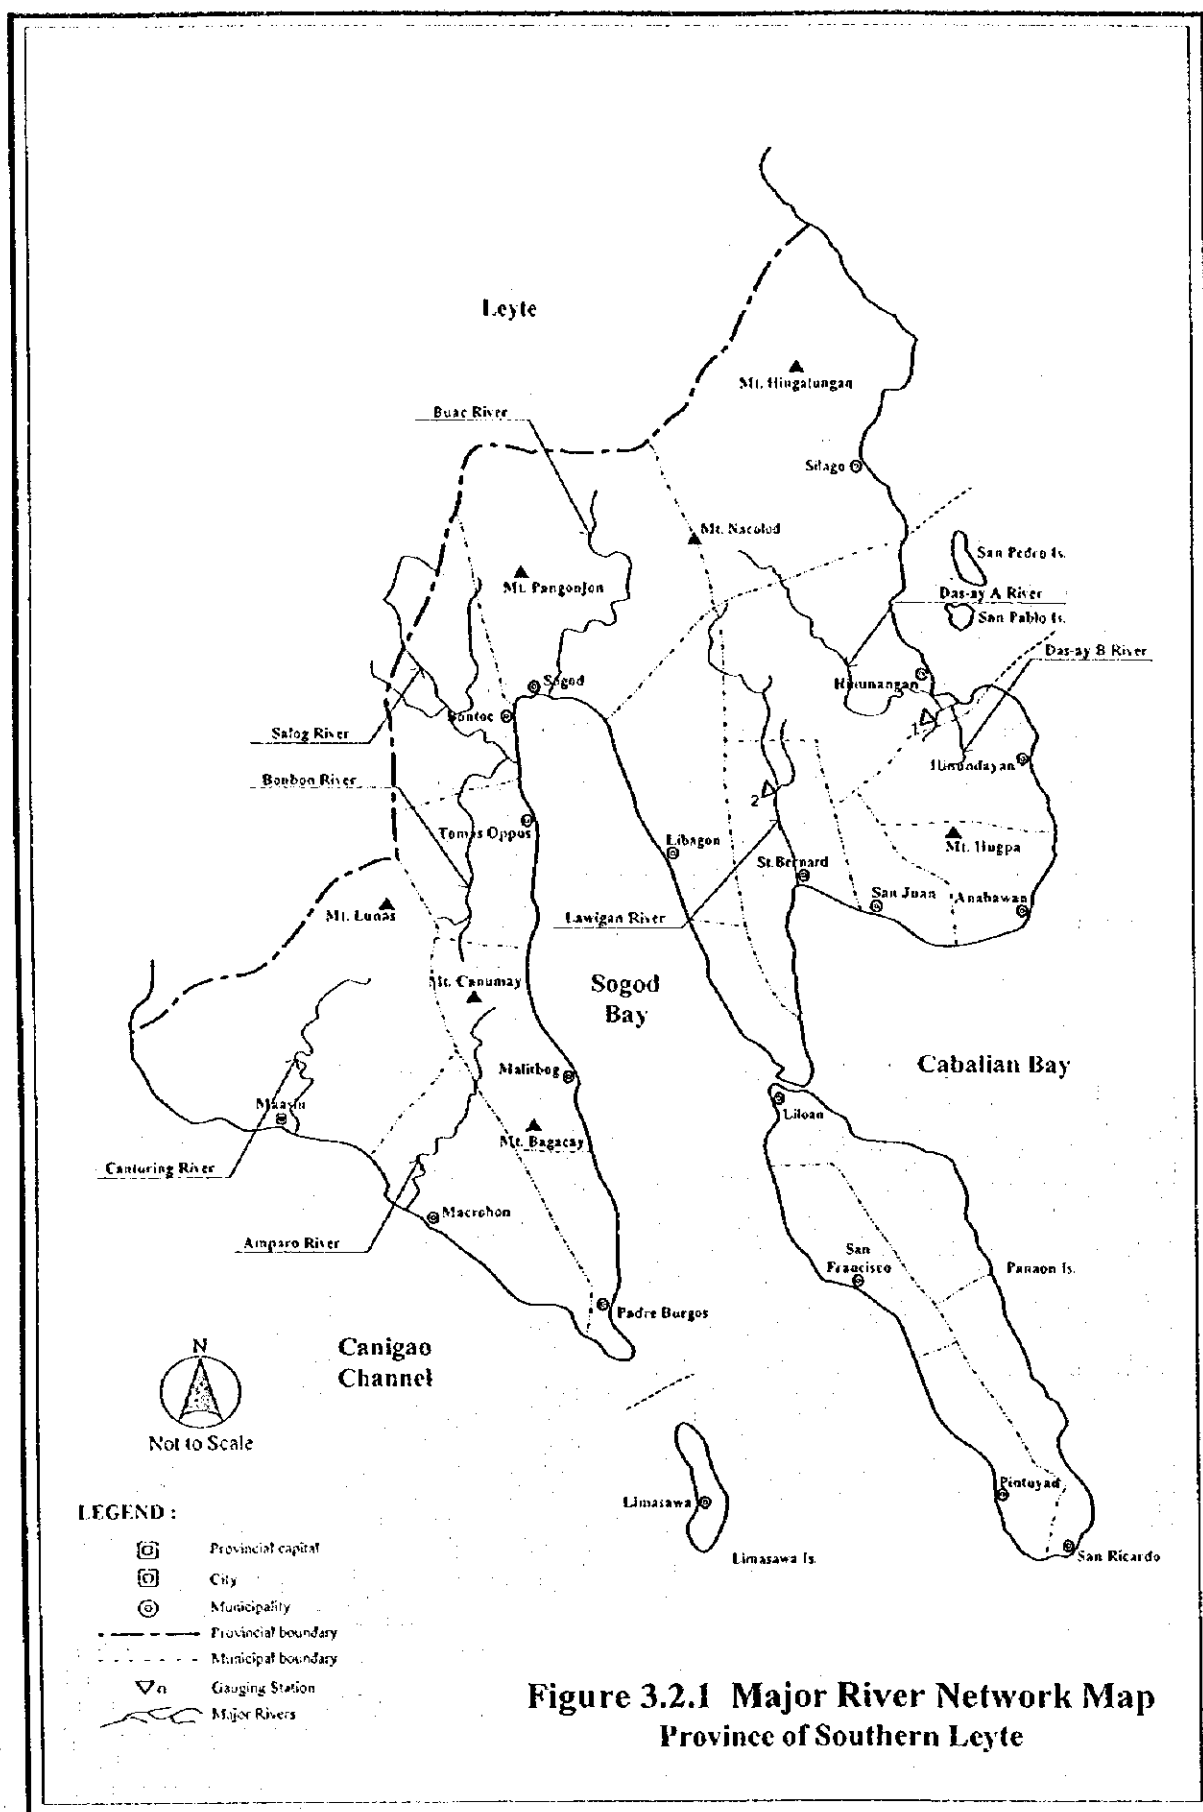 Leyte
Mt. Hingatungan
Buac River
Silago
Mt. Nacolod
San Pedro Is.
Mt. Pangonjon
Das-ay A River
San Pablo Is.
Das-ay B River
Hinunangan
Sogod
Bontoc
Salog River
1
Hinundayan
Bonbon River
2
Tomas Oppus
Libagon
Mt. Hugpa
St. Bernard
San Juan
Anahawan
Mt. Lunas
Lawigan River
Mt. Canumay
Sogod
Bay
Cabalian Bay
Malitbog
Maasin
Liloan
Mt. Bagacay
Canturing River
Macrohon
Amparo River
San
Francisco
Panaon Is.
Padre Burgos
N
Canigao
Channel
Not to Scale
Pintuyan
Limasawa
LEGEND :
Limasawa Is.
San Ricardo
Provincial capital
City
Municipality
Provincial boundary
Municipal boundary
n
Gauging Station
Major Rivers
Figure 3.2.1 Major River Network Map
Province of Southern Leyte